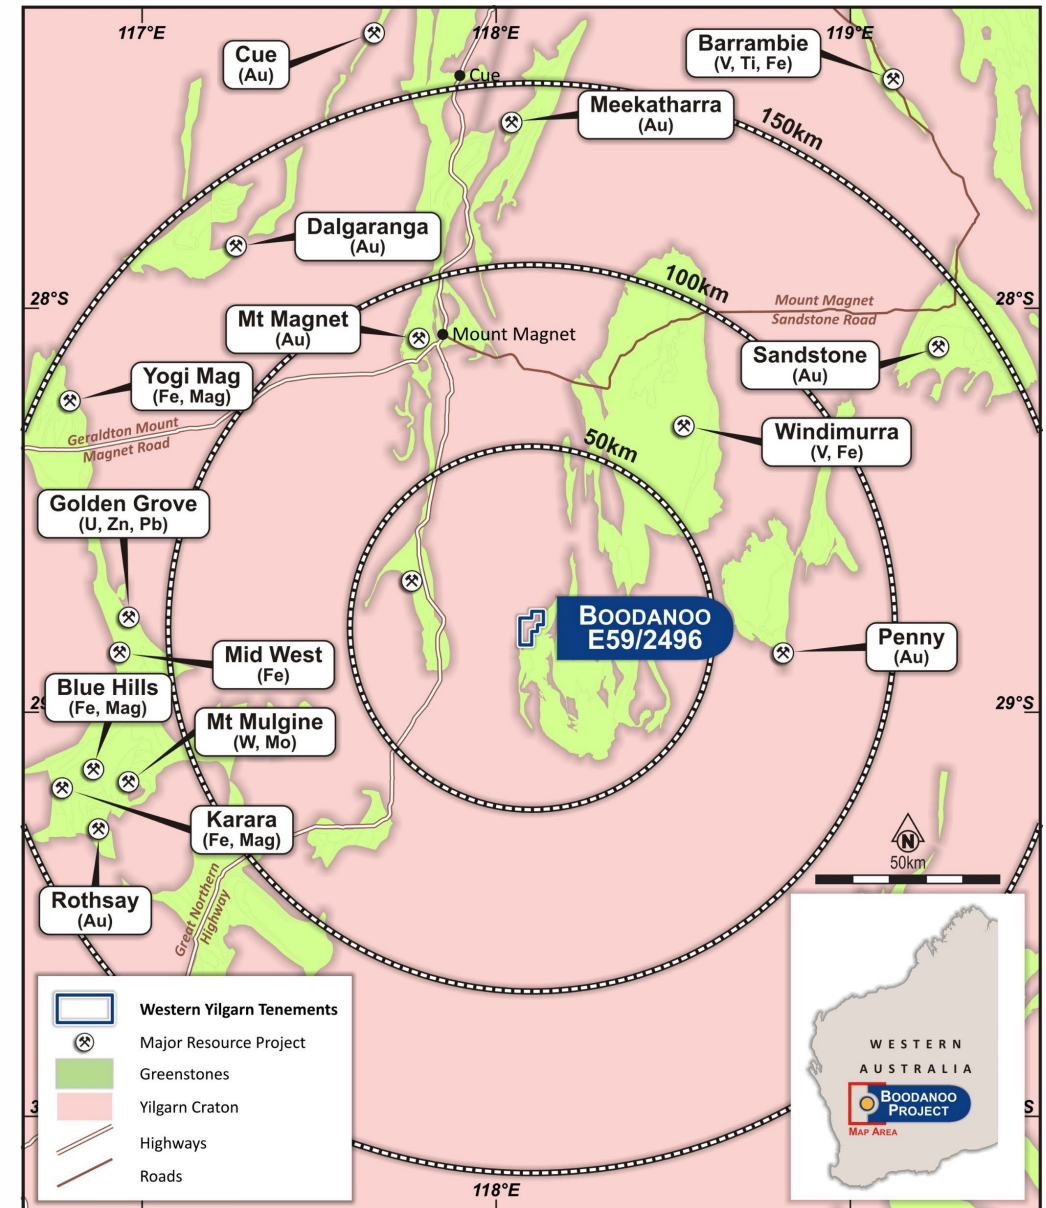 117°E
118°E
119°E
Cue
(Au)
Cue
Barrambie
(V, Ti, Fe)
Meekatharra
(Au)
150km
Dalgaranga
(Au)
100km
28°S
28°S
Mount Magnet
Sandstone Road
Mt Magnet
(Au)
Mount Magnet
Sandstone
(Au)
Yogi Mag
(Fe, Mag)
Geraldton Mount
Magnet Road
50km
Windimurra
(V, Fe)
Golden Grove
(U, Zn, Pb)
BOODANOO
E59/2496
Penny
(Au)
Mid West
(Fe)
Blue Hills
(Fe, Mag)
29
29°S
Mt Mulgine
(W, Mo)
Karara
(Fe, Mag)
N
50km
Rothsay
(Au)
Great Northern
Highway
Western Yilgarn Tenements
Major Resource Project
Greenstones
Yilgarn Craton
Highways
Roads
3
S
WESTERN
AUSTRALIA
BOODANOO
PROJECT
MAP AREA
118°E